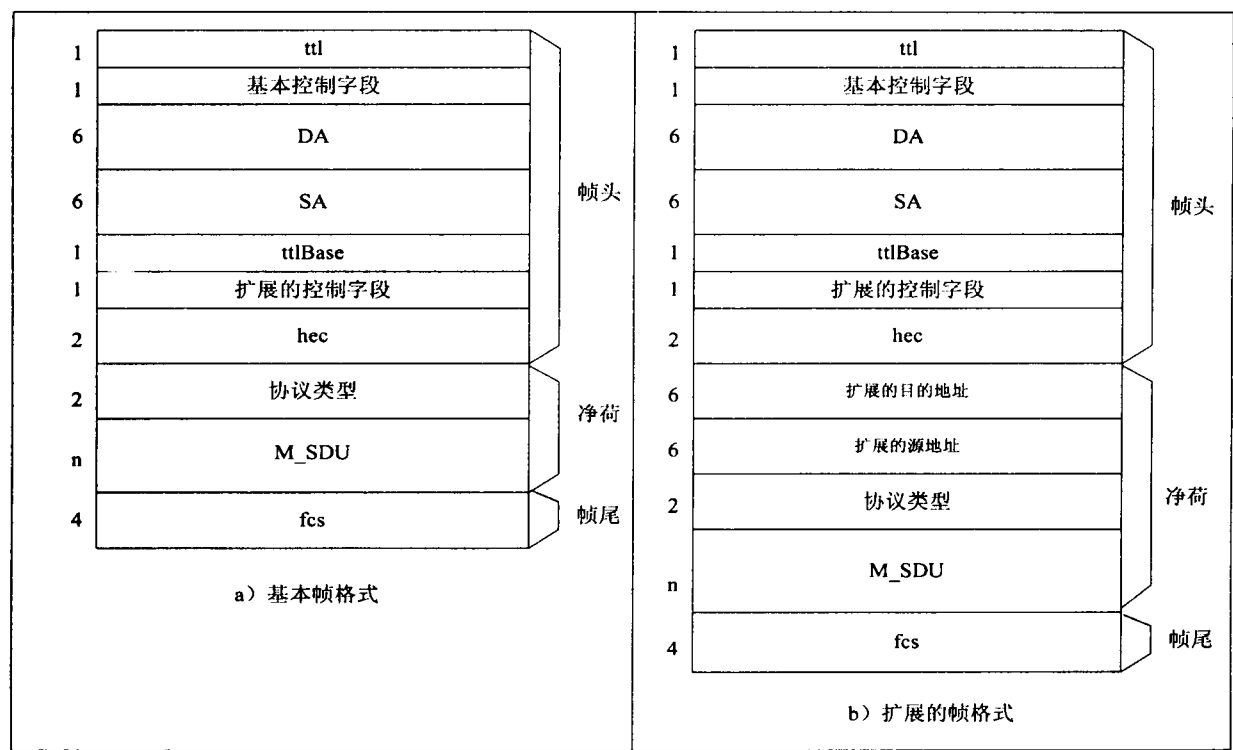 1 ttl
1 基本控制字段
6 DA
6 SA
1 ttlBase
1 扩展的控制字段
2 hec
帧头
2 协议类型
n M_SDU
净荷
4 fcs
帧尾
a）基本帧格式
1 ttl
1 基本控制字段
6 DA
6 SA
1 ttlBase
1 扩展的控制字段
2 hec
帧头
6 扩展的目的地址
6 扩展的源地址
2 协议类型
n M_SDU
净荷
4 fcs
帧尾
b）扩展的帧格式